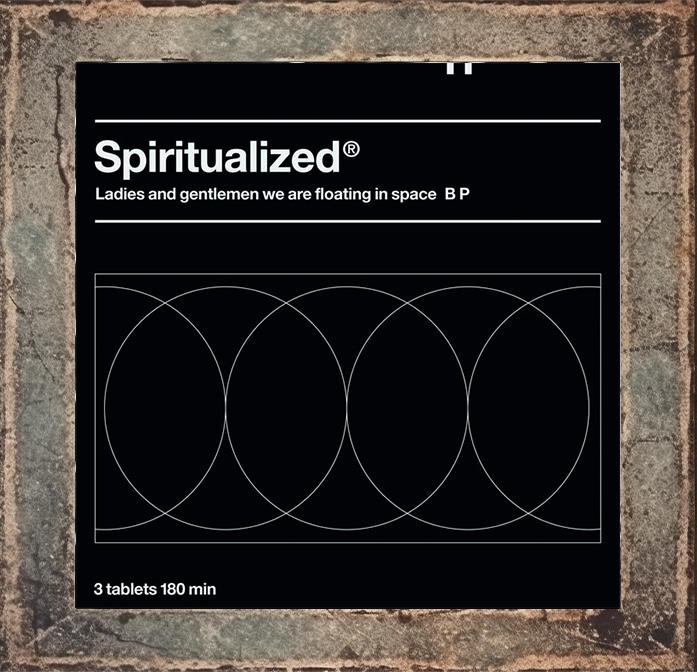 Spiritualized®
Ladies and gentlemen we are floating in space B P
3 tablets 180 min